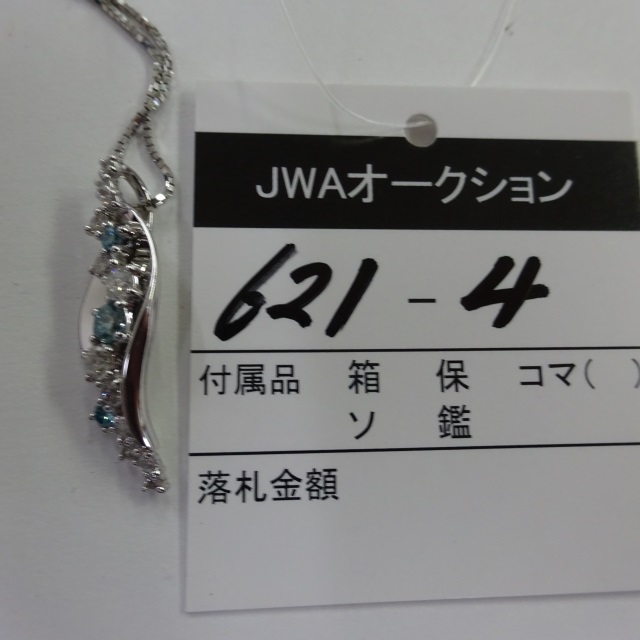 JWAオークション
621-4
付属品 箱 保 コマ( )
ソ 鑑
落札金額